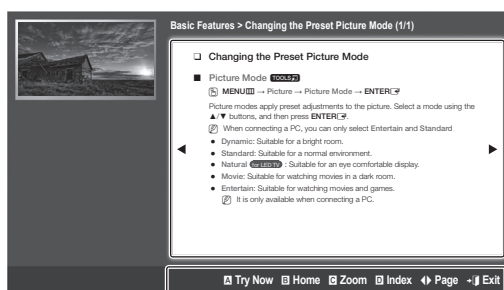 Basic Features > Changing the Preset Picture Mode (1/1)
❑ Changing the Preset Picture Mode
■ Picture Mode TOOLS
MENU → Picture → Picture Mode → ENTER
Picture modes apply preset adjustments to the picture. Select a mode using the
▲/▼ buttons, and then press ENTER.
When connecting a PC, you can only select Entertain and Standard
• Dynamic: Suitable for a bright room.
• Standard: Suitable for a normal environment.
• Natural for LED TV : Suitable for an eye comfortable display.
• Movie: Suitable for watching movies in a dark room.
• Entertain: Suitable for watching movies and games.
It is only available when connecting a PC.
◀ ▶
A Try Now B Home C Zoom D Index ◀▶ Page Exit